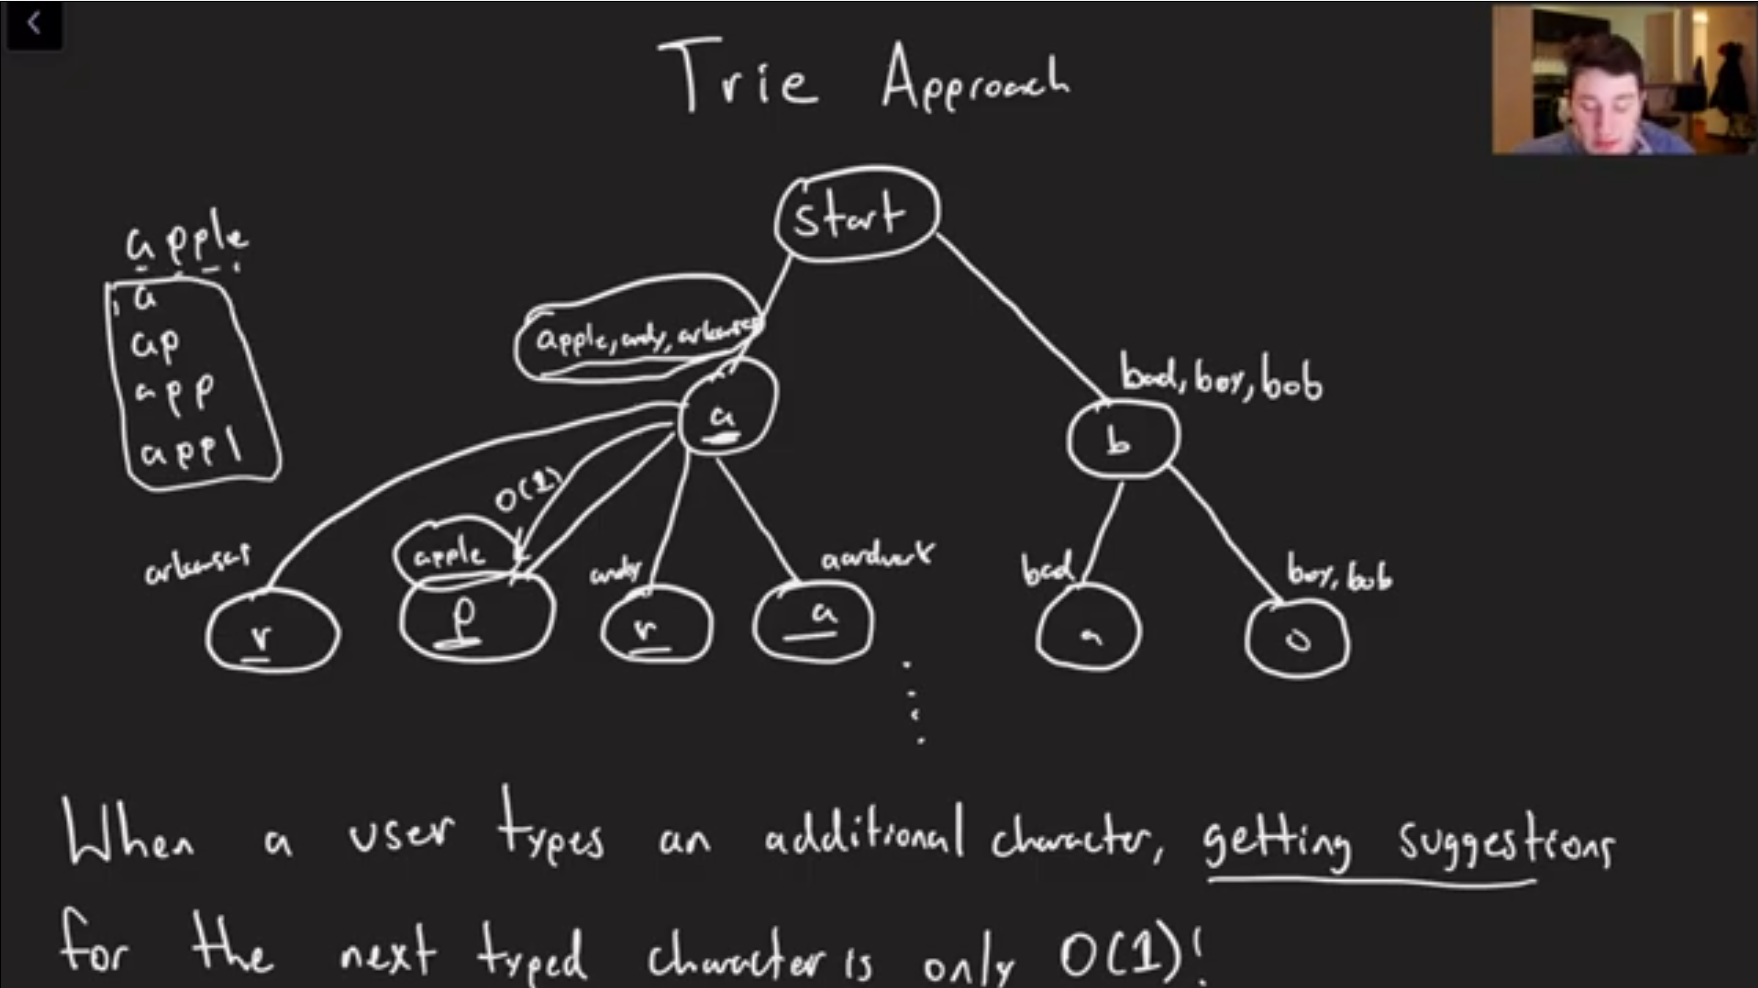 Trie Approach
start
apple
a
ap
app
appl
apple, andy, arkansas
a
bad, boy, bob
b
O(1)
arkansas
apple
andy
aardvark
bad
boy, bob
r
p
r
a
a
o
When a user types an additional character, getting suggestions
for the next typed character is only O(1)!